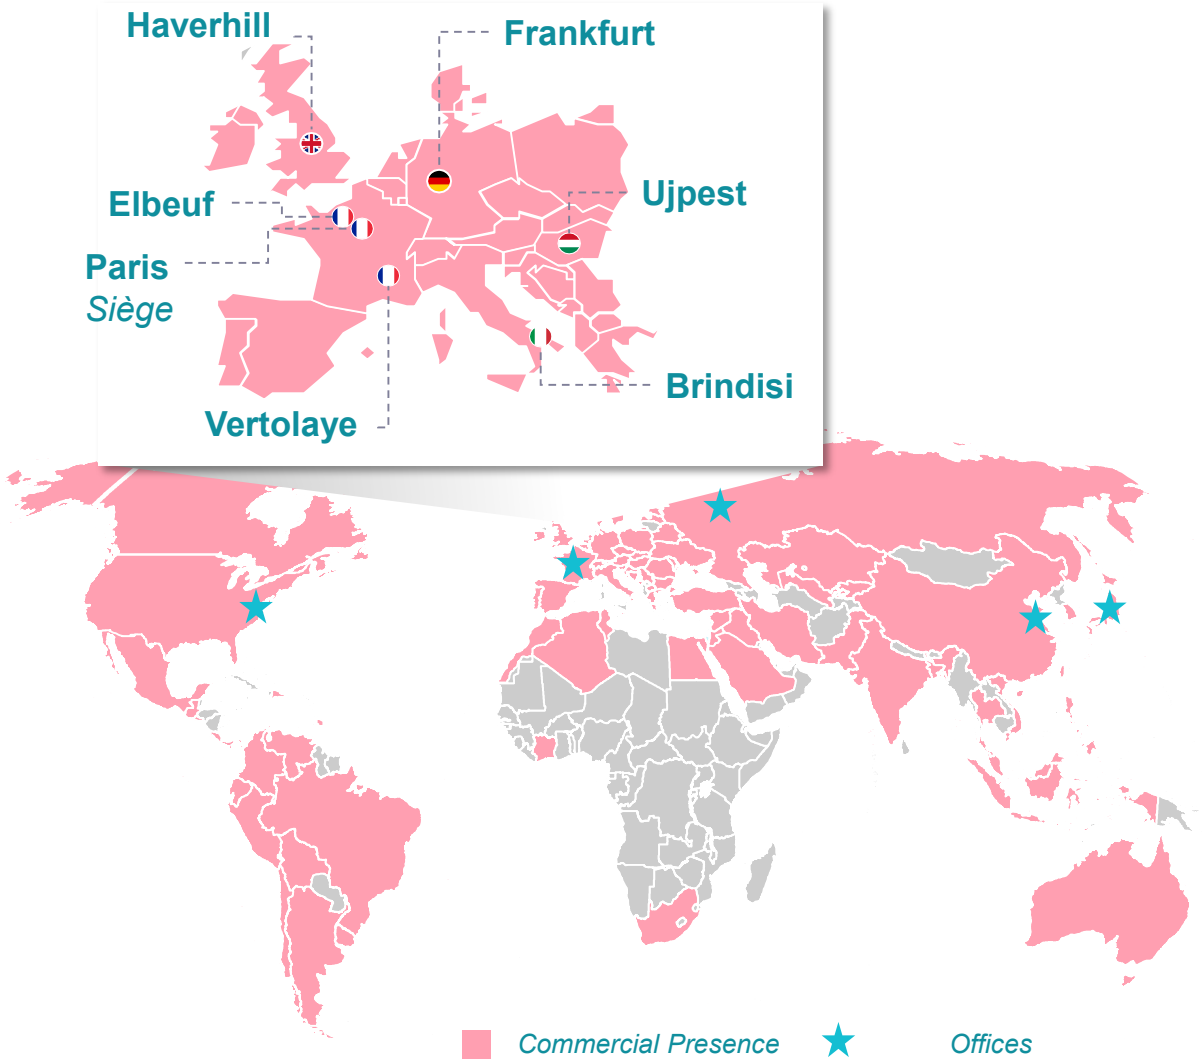 Haverhill
Frankfurt
Ujpest
Elbeuf
Paris
Siège
Brindisi
Vertolaye
Commercial Presence
Offices